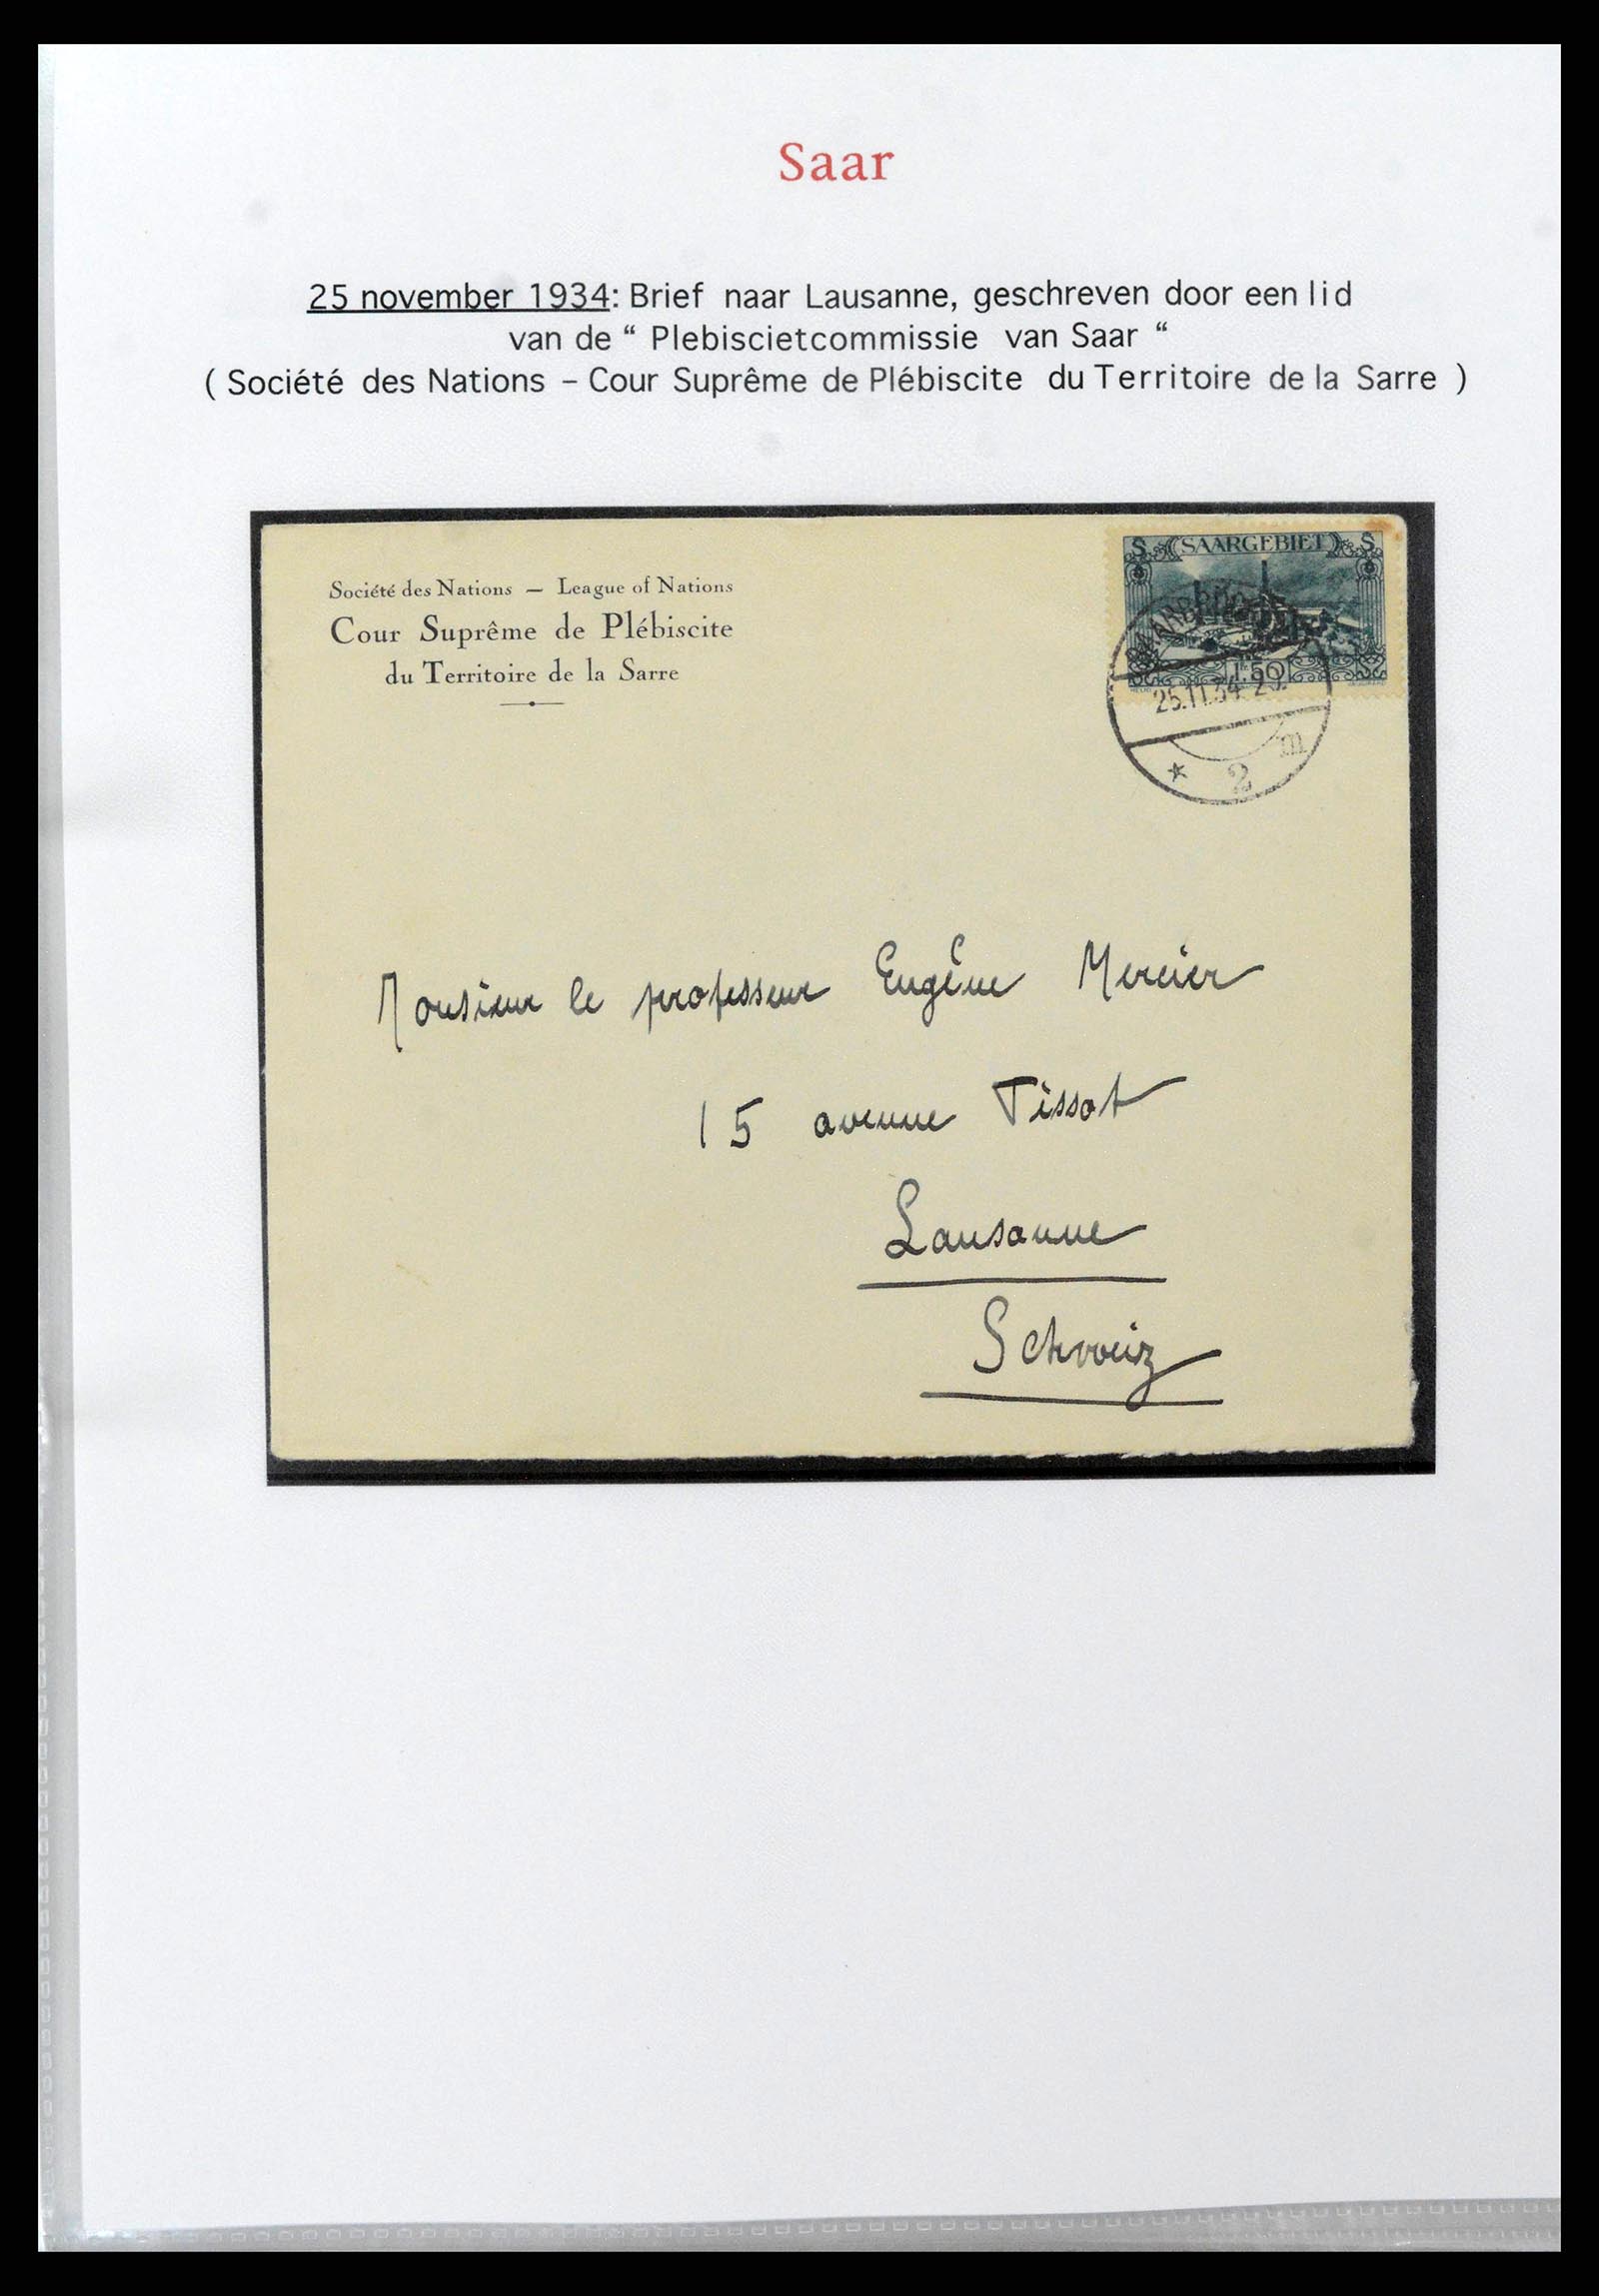 Saar
25 november 1934: Brief naar Lausanne, geschreven door een lid
van de “ Plebiscietcommissie van Saar “
( Société des Nations – Cour Suprême de Plébiscite du Territoire de la Sarre )
Société des Nations — League of Nations
Cour Suprême de Plébiscite
du Territoire de la Sarre
S SAARGEBIET S
1.50
25.11.34
* 2 m
Monsieur le professeur Eugène Mercier
15 avenue Tissot
Lausanne
Schweiz